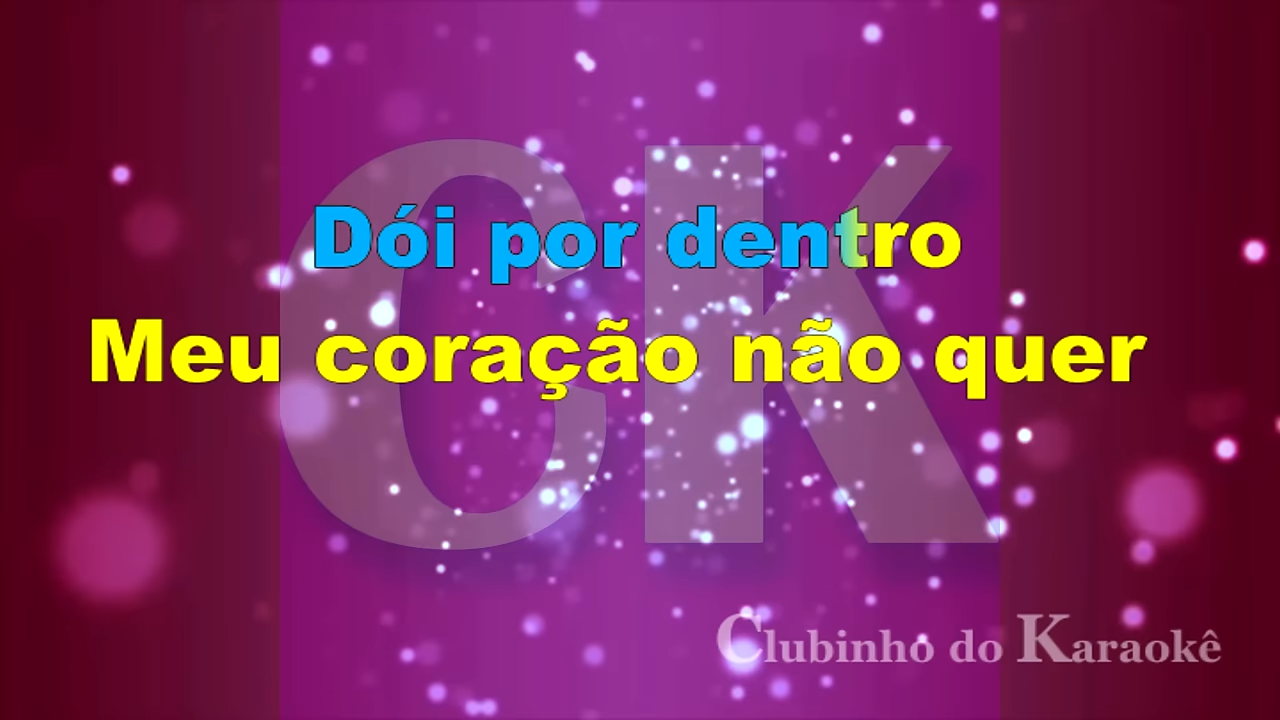 CK
Dói por dentro
Meu coração não quer
Clubinho do Karaokê